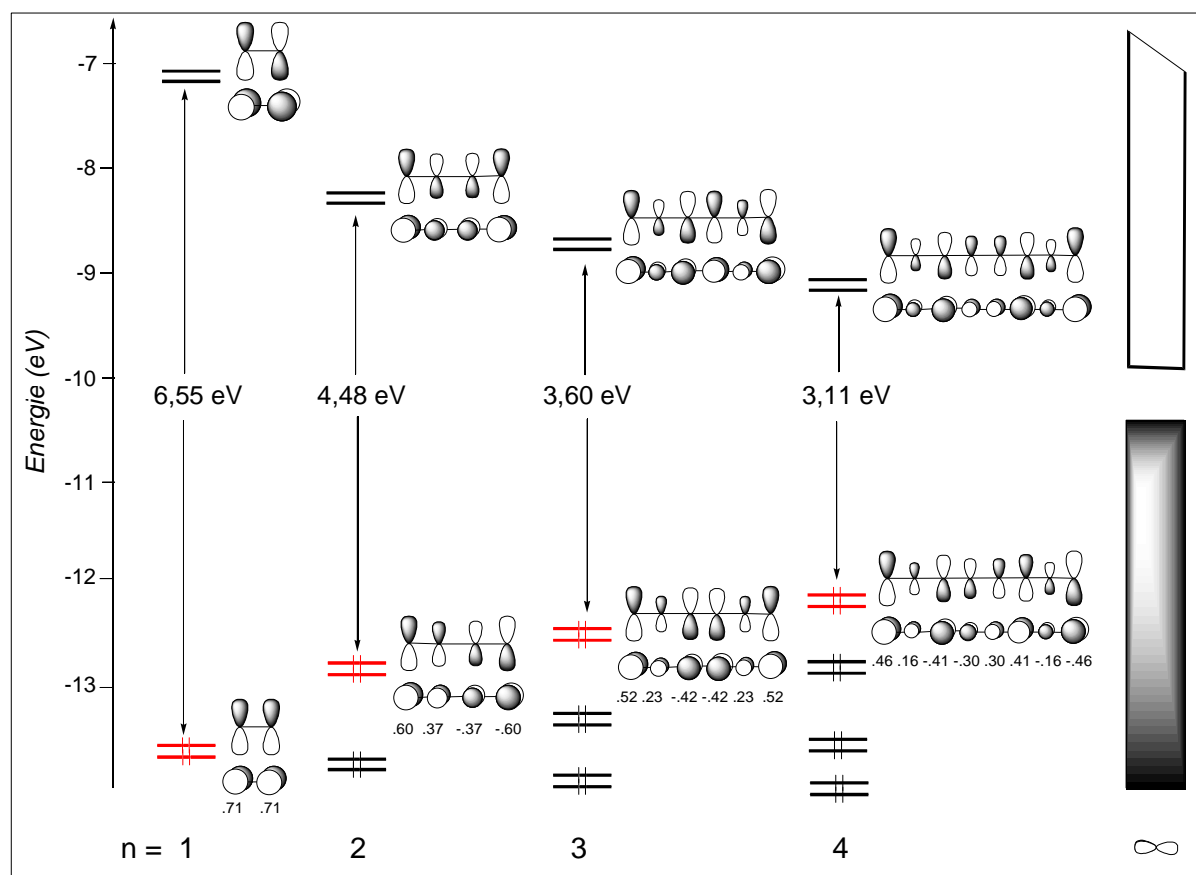 Energie (eV)
-7
-8
-9
-10
-11
-12
-13
6,55 eV
4,48 eV
3,60 eV
3,11 eV
.71 .71
.60 .37 -.37 -.60
.52 .23 -.42 -.42 .23 .52
.46 .16 -.41 -.30 .30 .41 -.16 -.46
n = 1 2 3 4 ∞